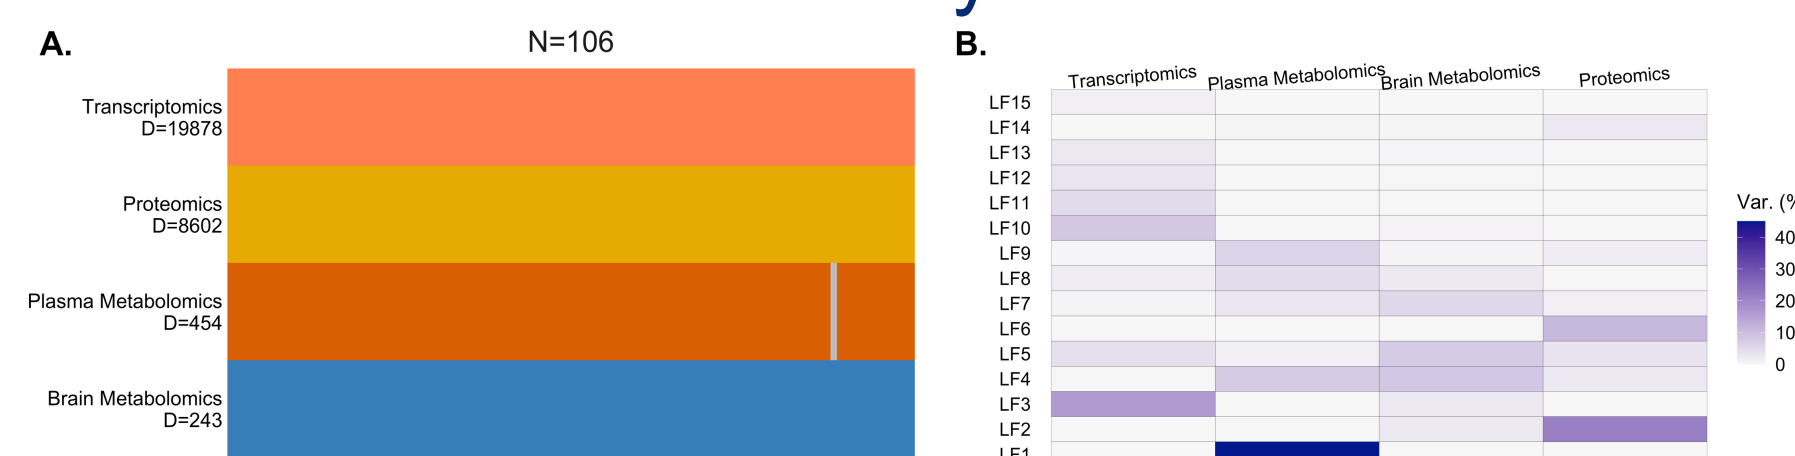 A.
N=106
Transcriptomics
D=19878
Proteomics
D=8602
Plasma Metabolomics
D=454
Brain Metabolomics
D=243
B.
Transcriptomics Plasma Metabolomics Brain Metabolomics Proteomics
LF15
LF14
LF13
LF12
LF11
LF10
LF9
LF8
LF7
LF6
LF5
LF4
LF3
LF2
LF1
Var. (%
40
30
20
10
0